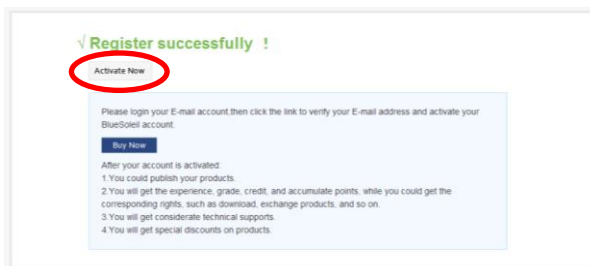 √ Register successfully !
Activate Now
Please login your E-mail account,then click the link to verify your E-mail address and activate your
BlueSoleil account.
Buy Now
After your account is activated:
1.You could publish your products.
2.You will get the experience, grade, credit, and accumulate points, while you could get the
corresponding rights, such as download, exchange products, and so on.
3.You will get considerate technical supports.
4.You will get special discounts on products.